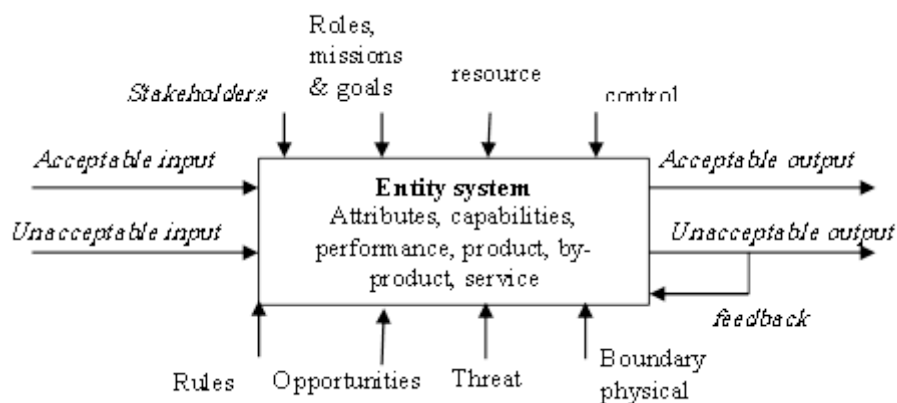 Roles,
missions
& goals
Stakeholders
resource
control
Acceptable input
Acceptable output
Entity system
Attributes, capabilities,
performance, product, by-
product, service
Unacceptable input
Unacceptable output
feedback
Rules
Opportunities
Threat
Boundary
physical